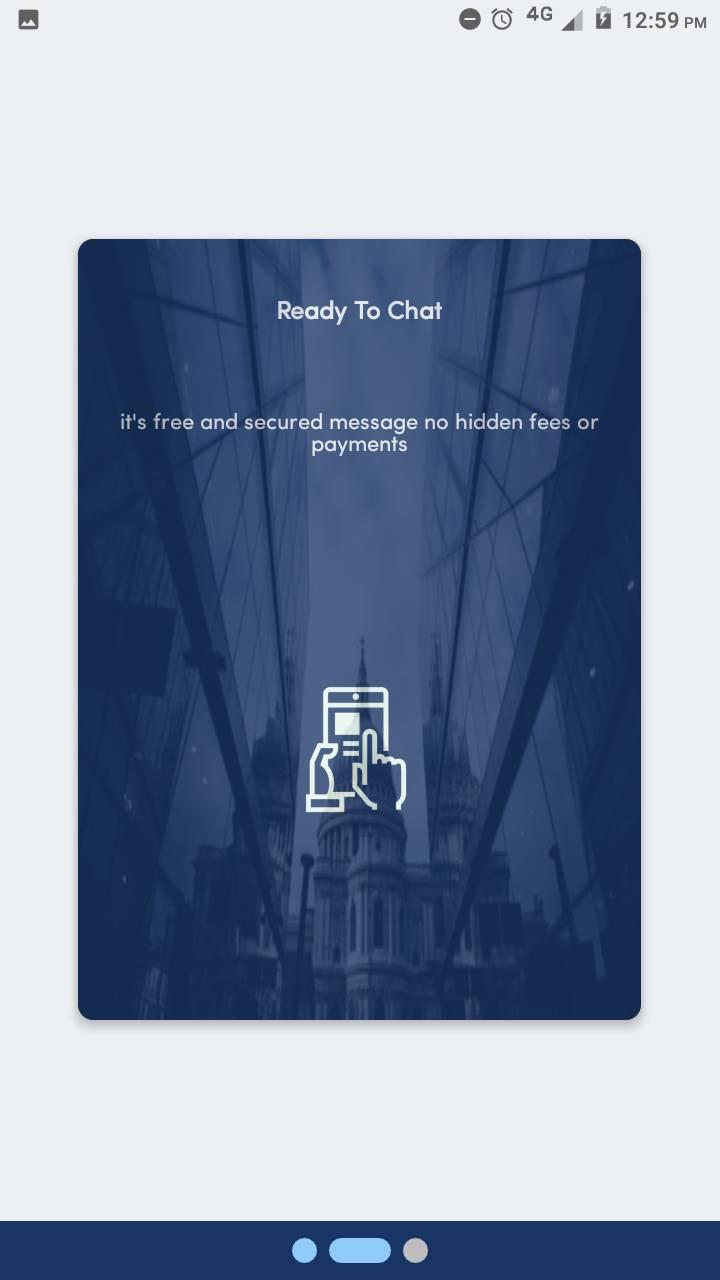 4G 12:59 PM
Ready To Chat
it's free and secured message no hidden fees or
payments